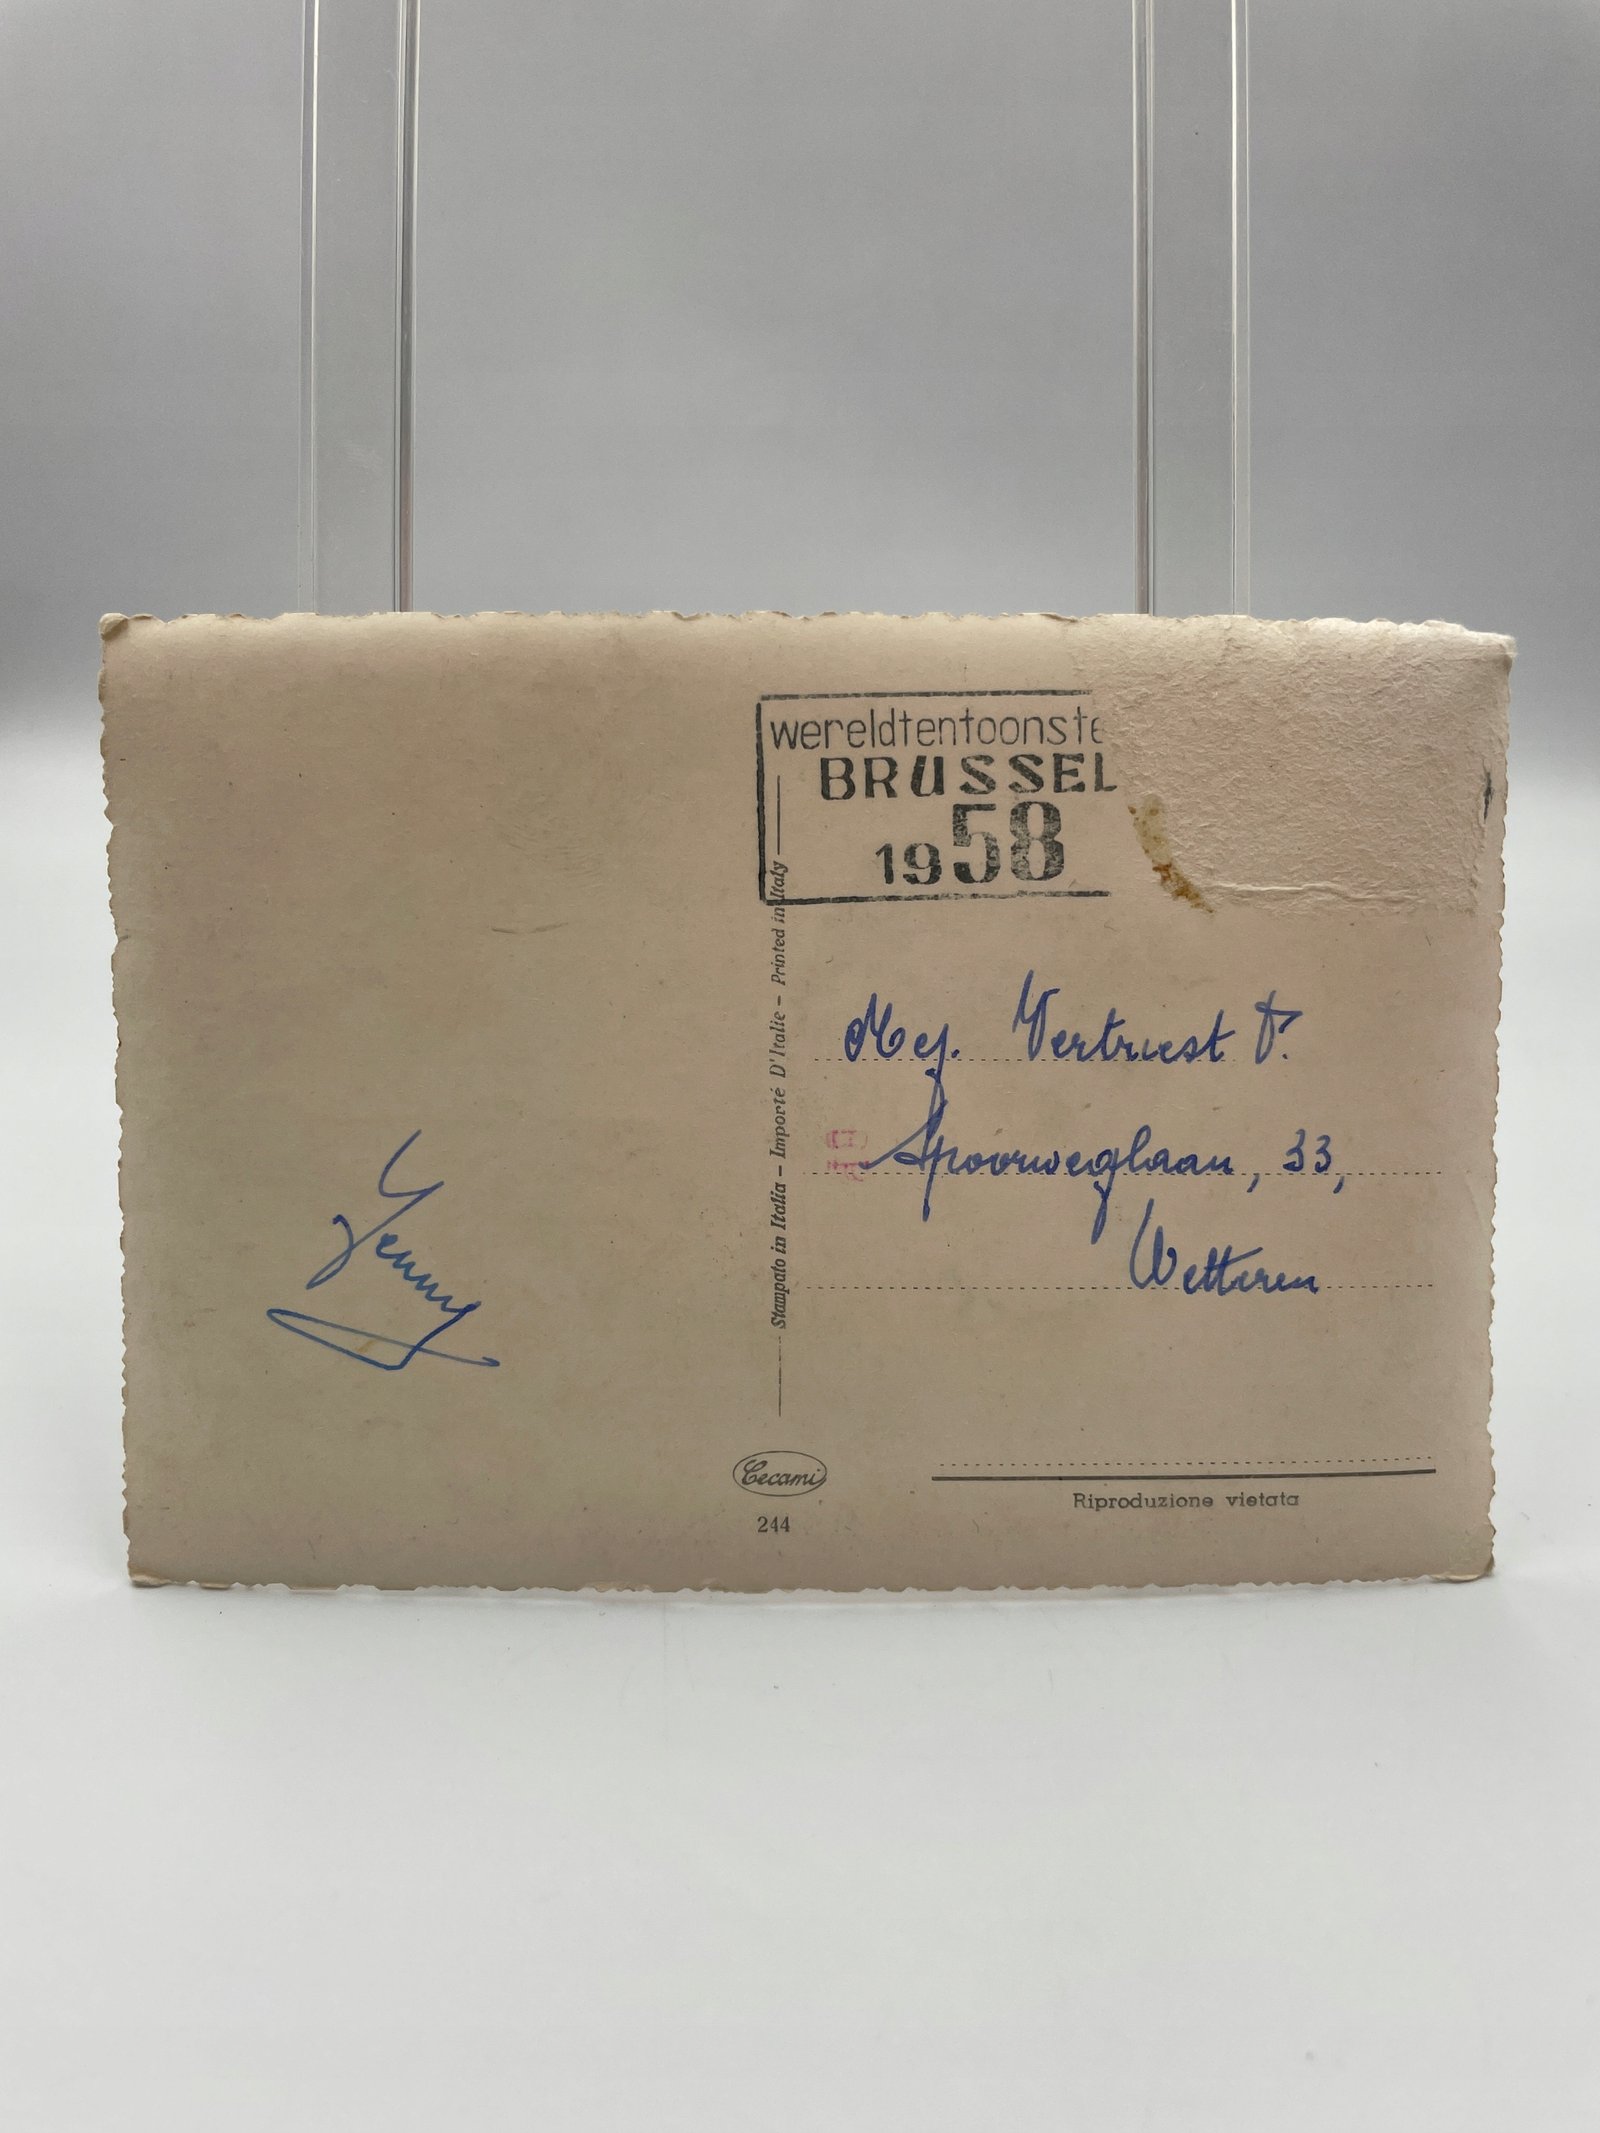 wereldtentoonste
BRUSSEL
1958
Mej. Vertriest D.
Spoorweglaan, 33,
Wetteren
Jenny
Stampato in Italia – Importé D'Italie – Printed in Italy
Cecami
244
Riproduzione vietata